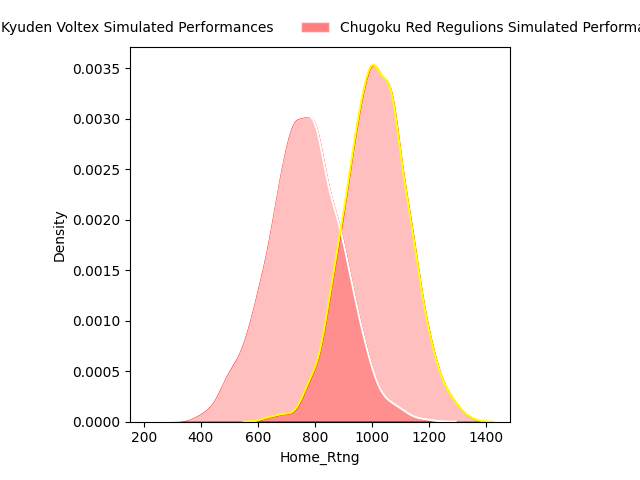 Kyuden Voltex Simulated Performances
Chugoku Red Regulions Simulated Performa
0.0035
0.0030
0.0025
0.0020
0.0015
0.0010
0.0005
0.0000
Density
200 400 600 800 1000 1200 1400
Home_Rtng